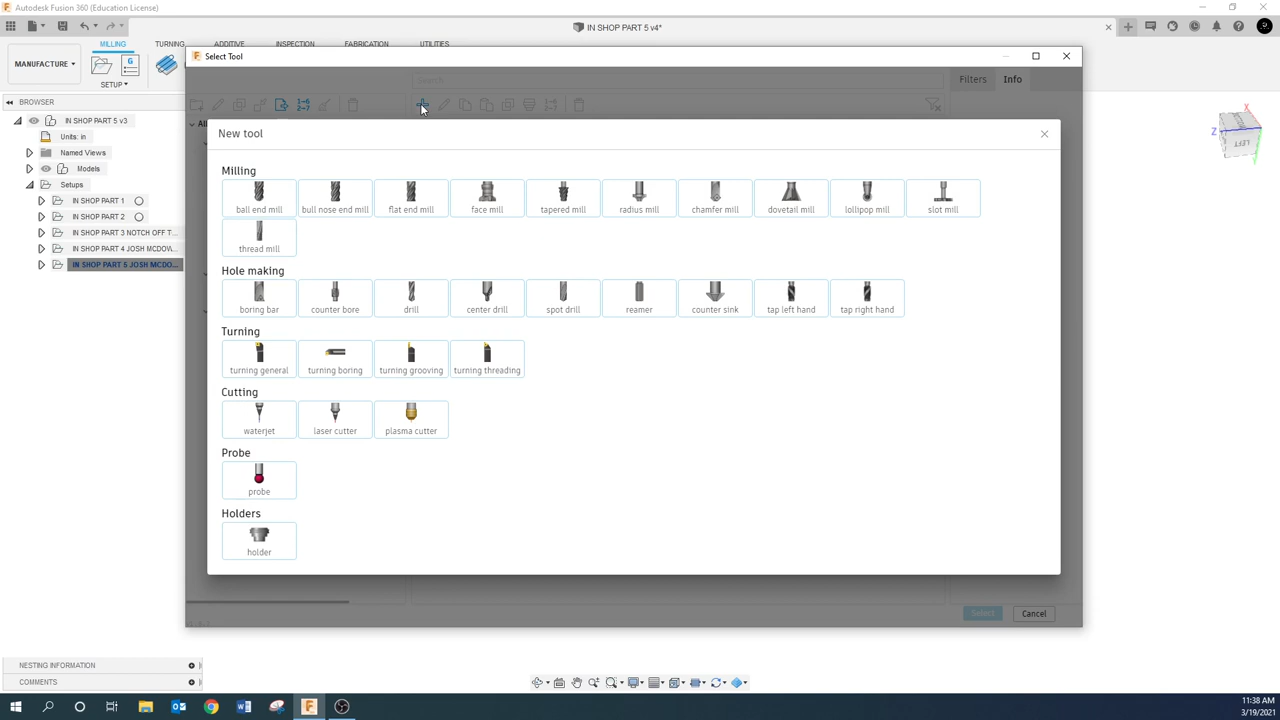 Autodesk Fusion 360 (Education License)
IN SHOP PART 5 v4*
MILLING TURNING ADDITIVE INSPECTION FABRICATION UTILITIES
MANUFACTURE
SETUP
Select Tool
Search
Filters Info
BROWSER
IN SHOP PART 5 v3
Units: in
Named Views
Models
Setups
IN SHOP PART 1
IN SHOP PART 2
IN SHOP PART 3 NOTCH OFF T...
IN SHOP PART 4 JOSH MCDOW...
IN SHOP PART 5 JOSH MCDO...
New tool
Milling
ball end mill bull nose end mill flat end mill face mill tapered mill radius mill chamfer mill dovetail mill lollipop mill slot mill
thread mill
Hole making
boring bar counter bore drill center drill spot drill reamer counter sink tap left hand tap right hand
Turning
turning general turning boring turning grooving turning threading
Cutting
waterjet laser cutter plasma cutter
Probe
probe
Holders
holder
Select Cancel
X
Z
LEFT
NESTING INFORMATION
COMMENTS
11:38 AM
3/19/2021